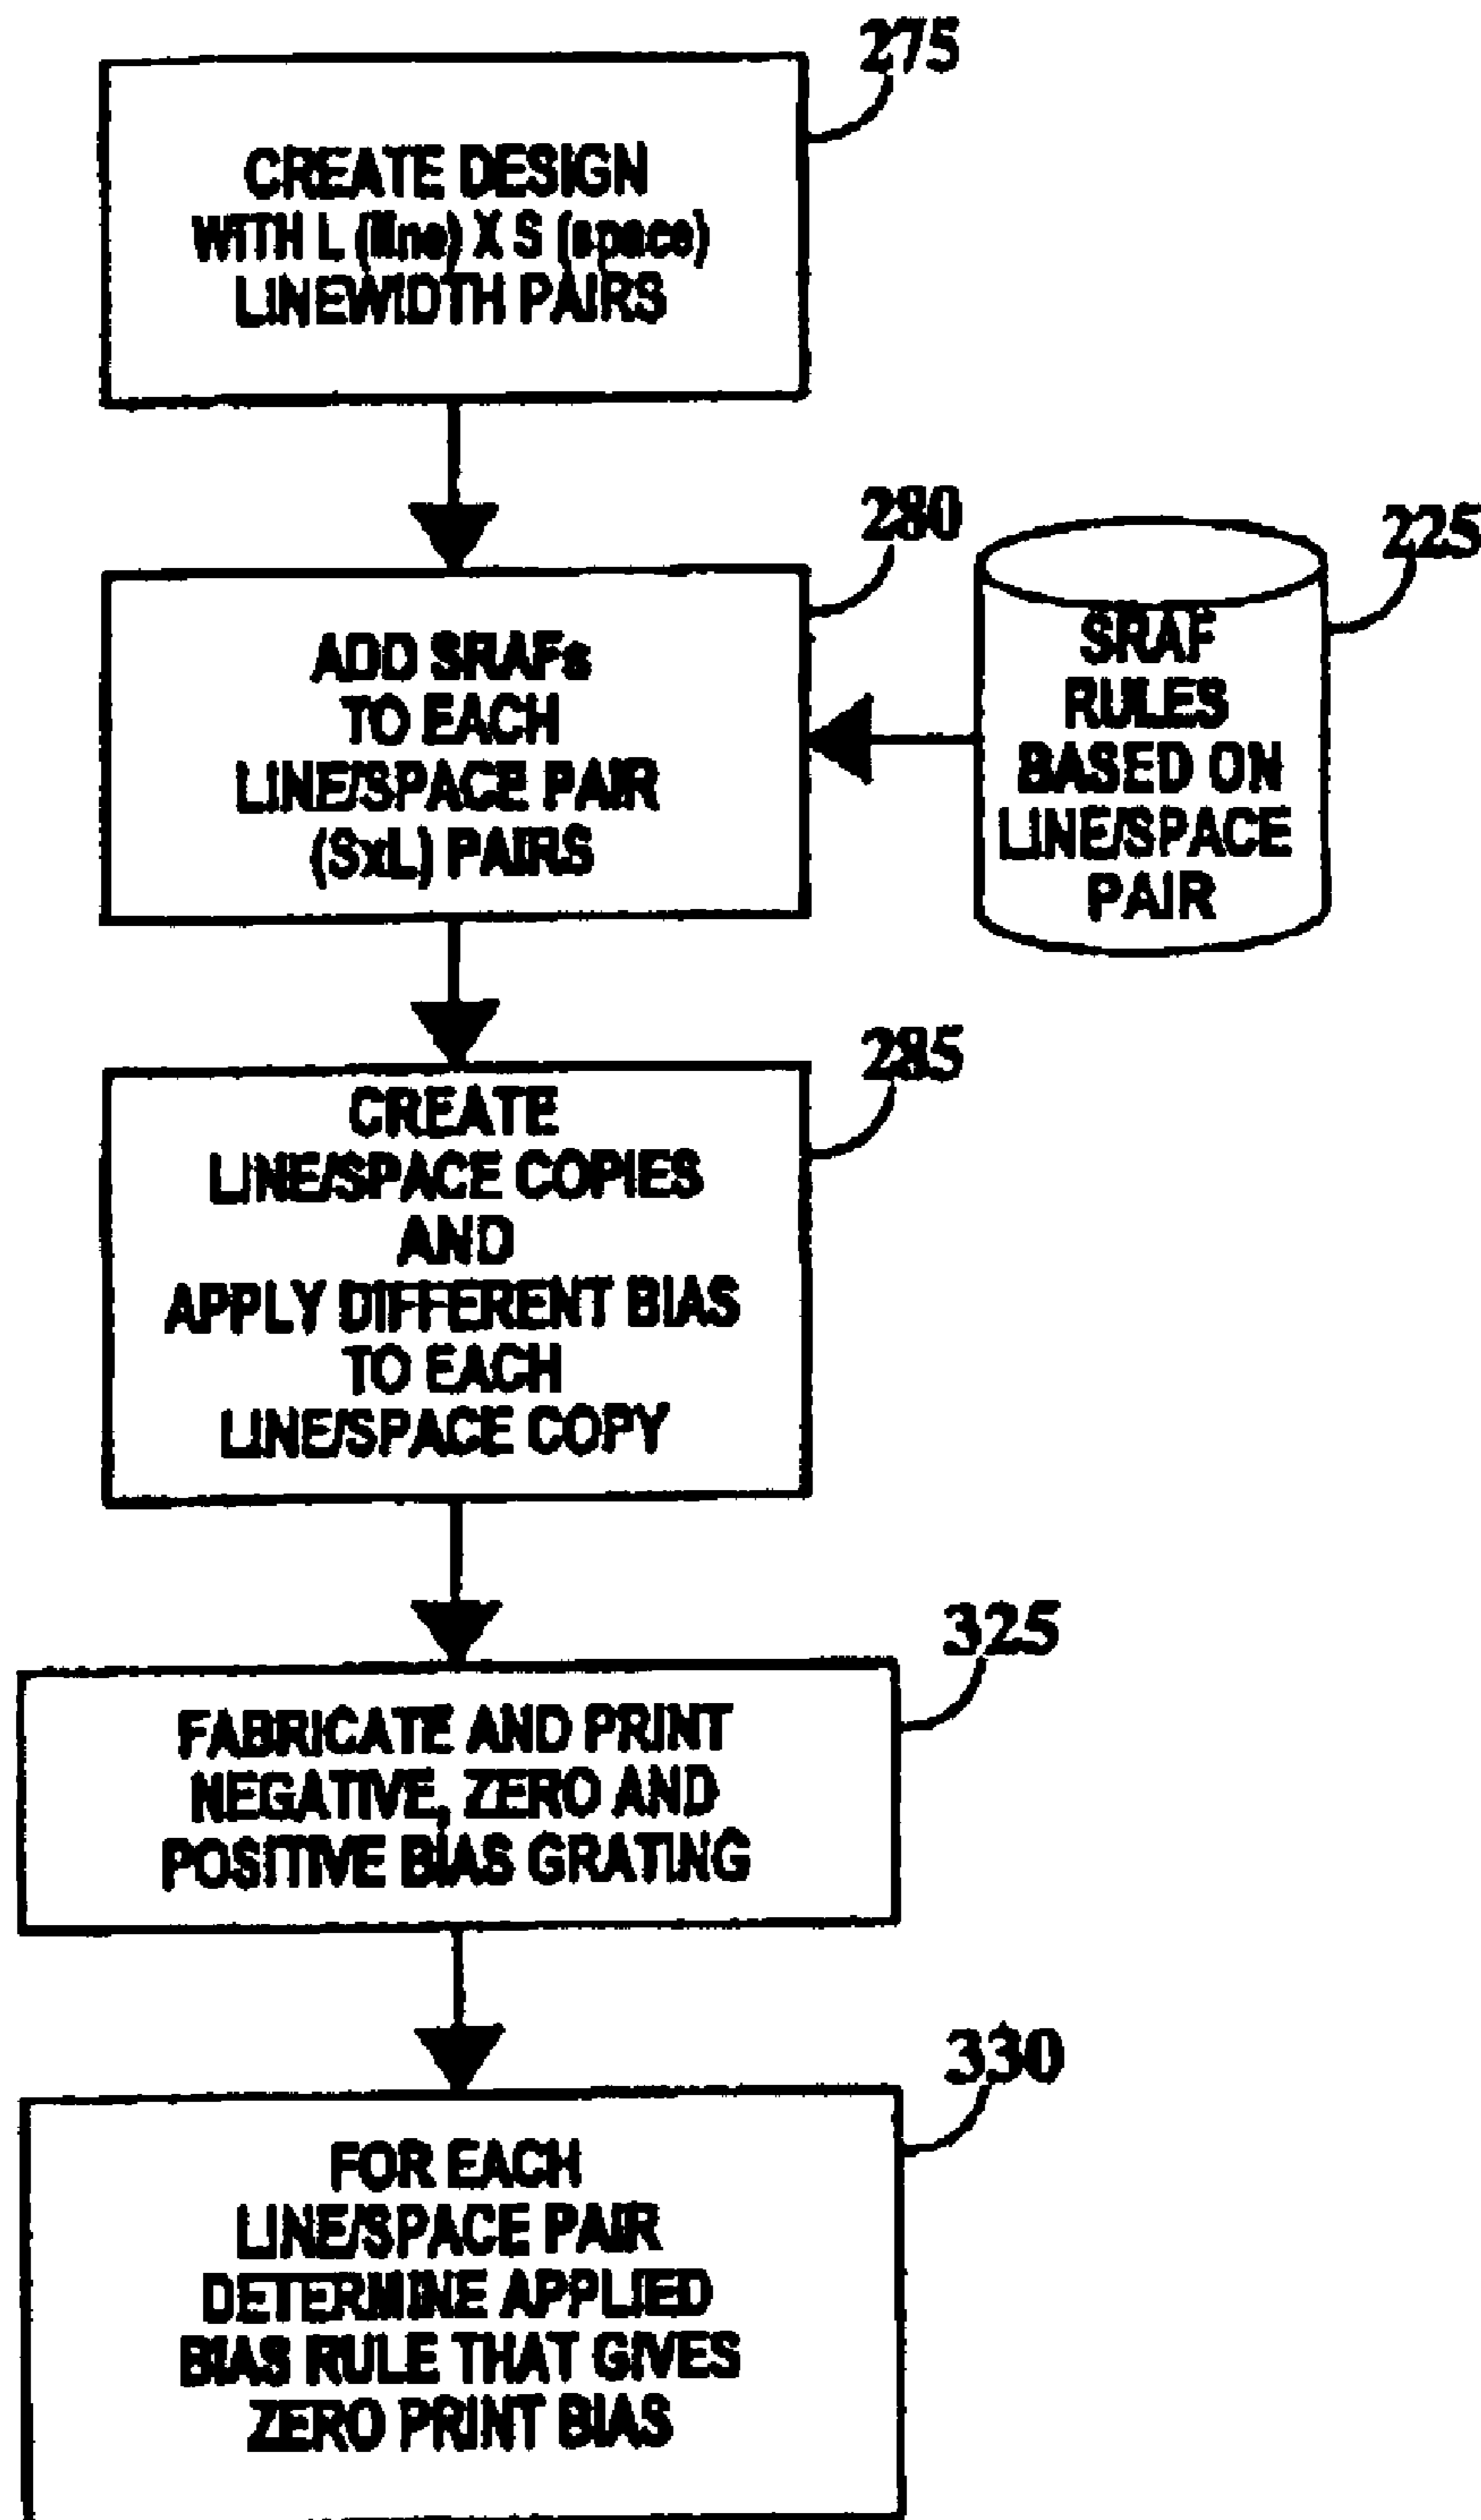 275
CREATE DESIGN
WITH L (line) X S (space)
LINEWIDTH PAIRS
280
ADD SRAFs
TO EACH
LINE/SPACE PAIR
(SxL) PAIRS
225
SRAF
RULES
BASED ON
LINE/SPACE
PAIR
285
CREATE
LINE/SPACE COPIES
AND
APPLY DIFFERENT BIAS
TO EACH
LINE/SPACE COPY
325
FABRICATE AND PRINT
NEGATIVE, ZERO AND
POSITIVE BIAS GRATING
330
FOR EACH
LINE/SPACE PAIR
DETERMINE APPLIED
BIAS RULE THAT GIVES
ZERO PRINT BIAS